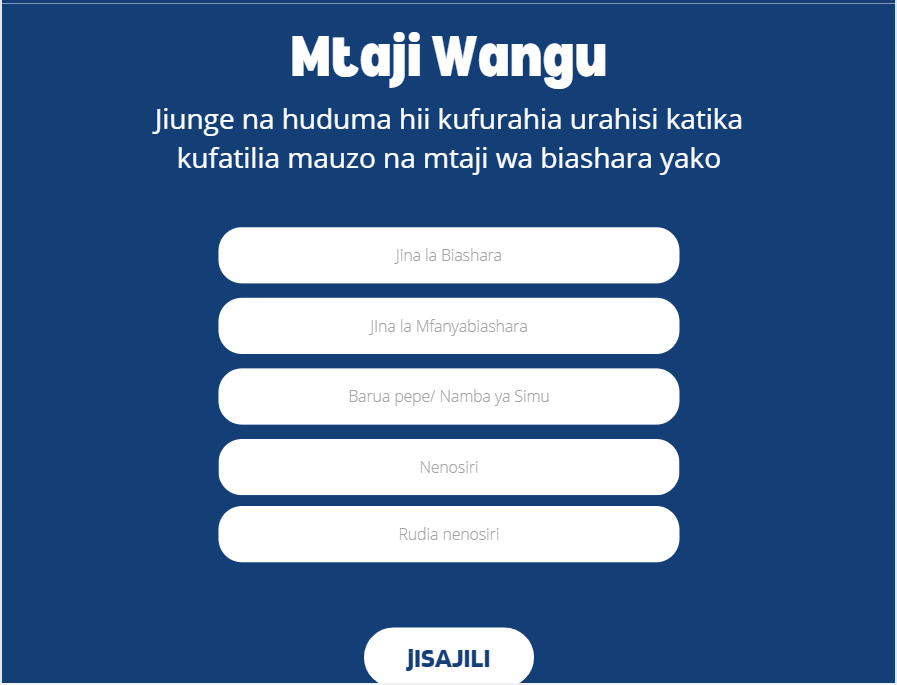 Mtaji Wangu
Jiunge na huduma hii kufurahia urahisi katika
kufatilia mauzo na mtaji wa biashara yako
Jina la Biashara
JIna la Mfanyabiashara
Barua pepe/ Namba ya Simu
Nenosiri
Rudia nenosiri
jISAJILI